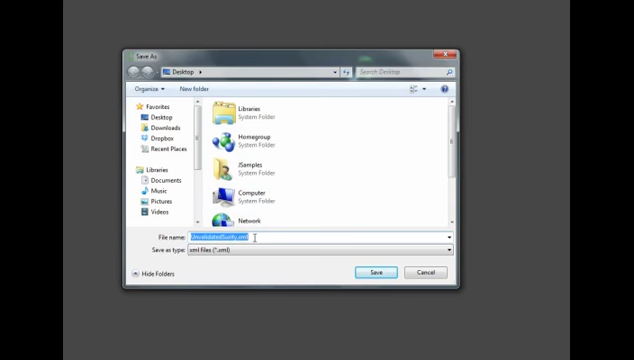 Save As
Desktop
Search Desktop
Organize
New folder
Favorites
Desktop
Downloads
Dropbox
Recent Places
Libraries
Documents
Music
Pictures
Videos
Libraries
System Folder
Homegroup
System Folder
JSamples
System Folder
Computer
System Folder
Network
File name:
Save as type: xml files (*.xml)
Hide Folders
Save
Cancel